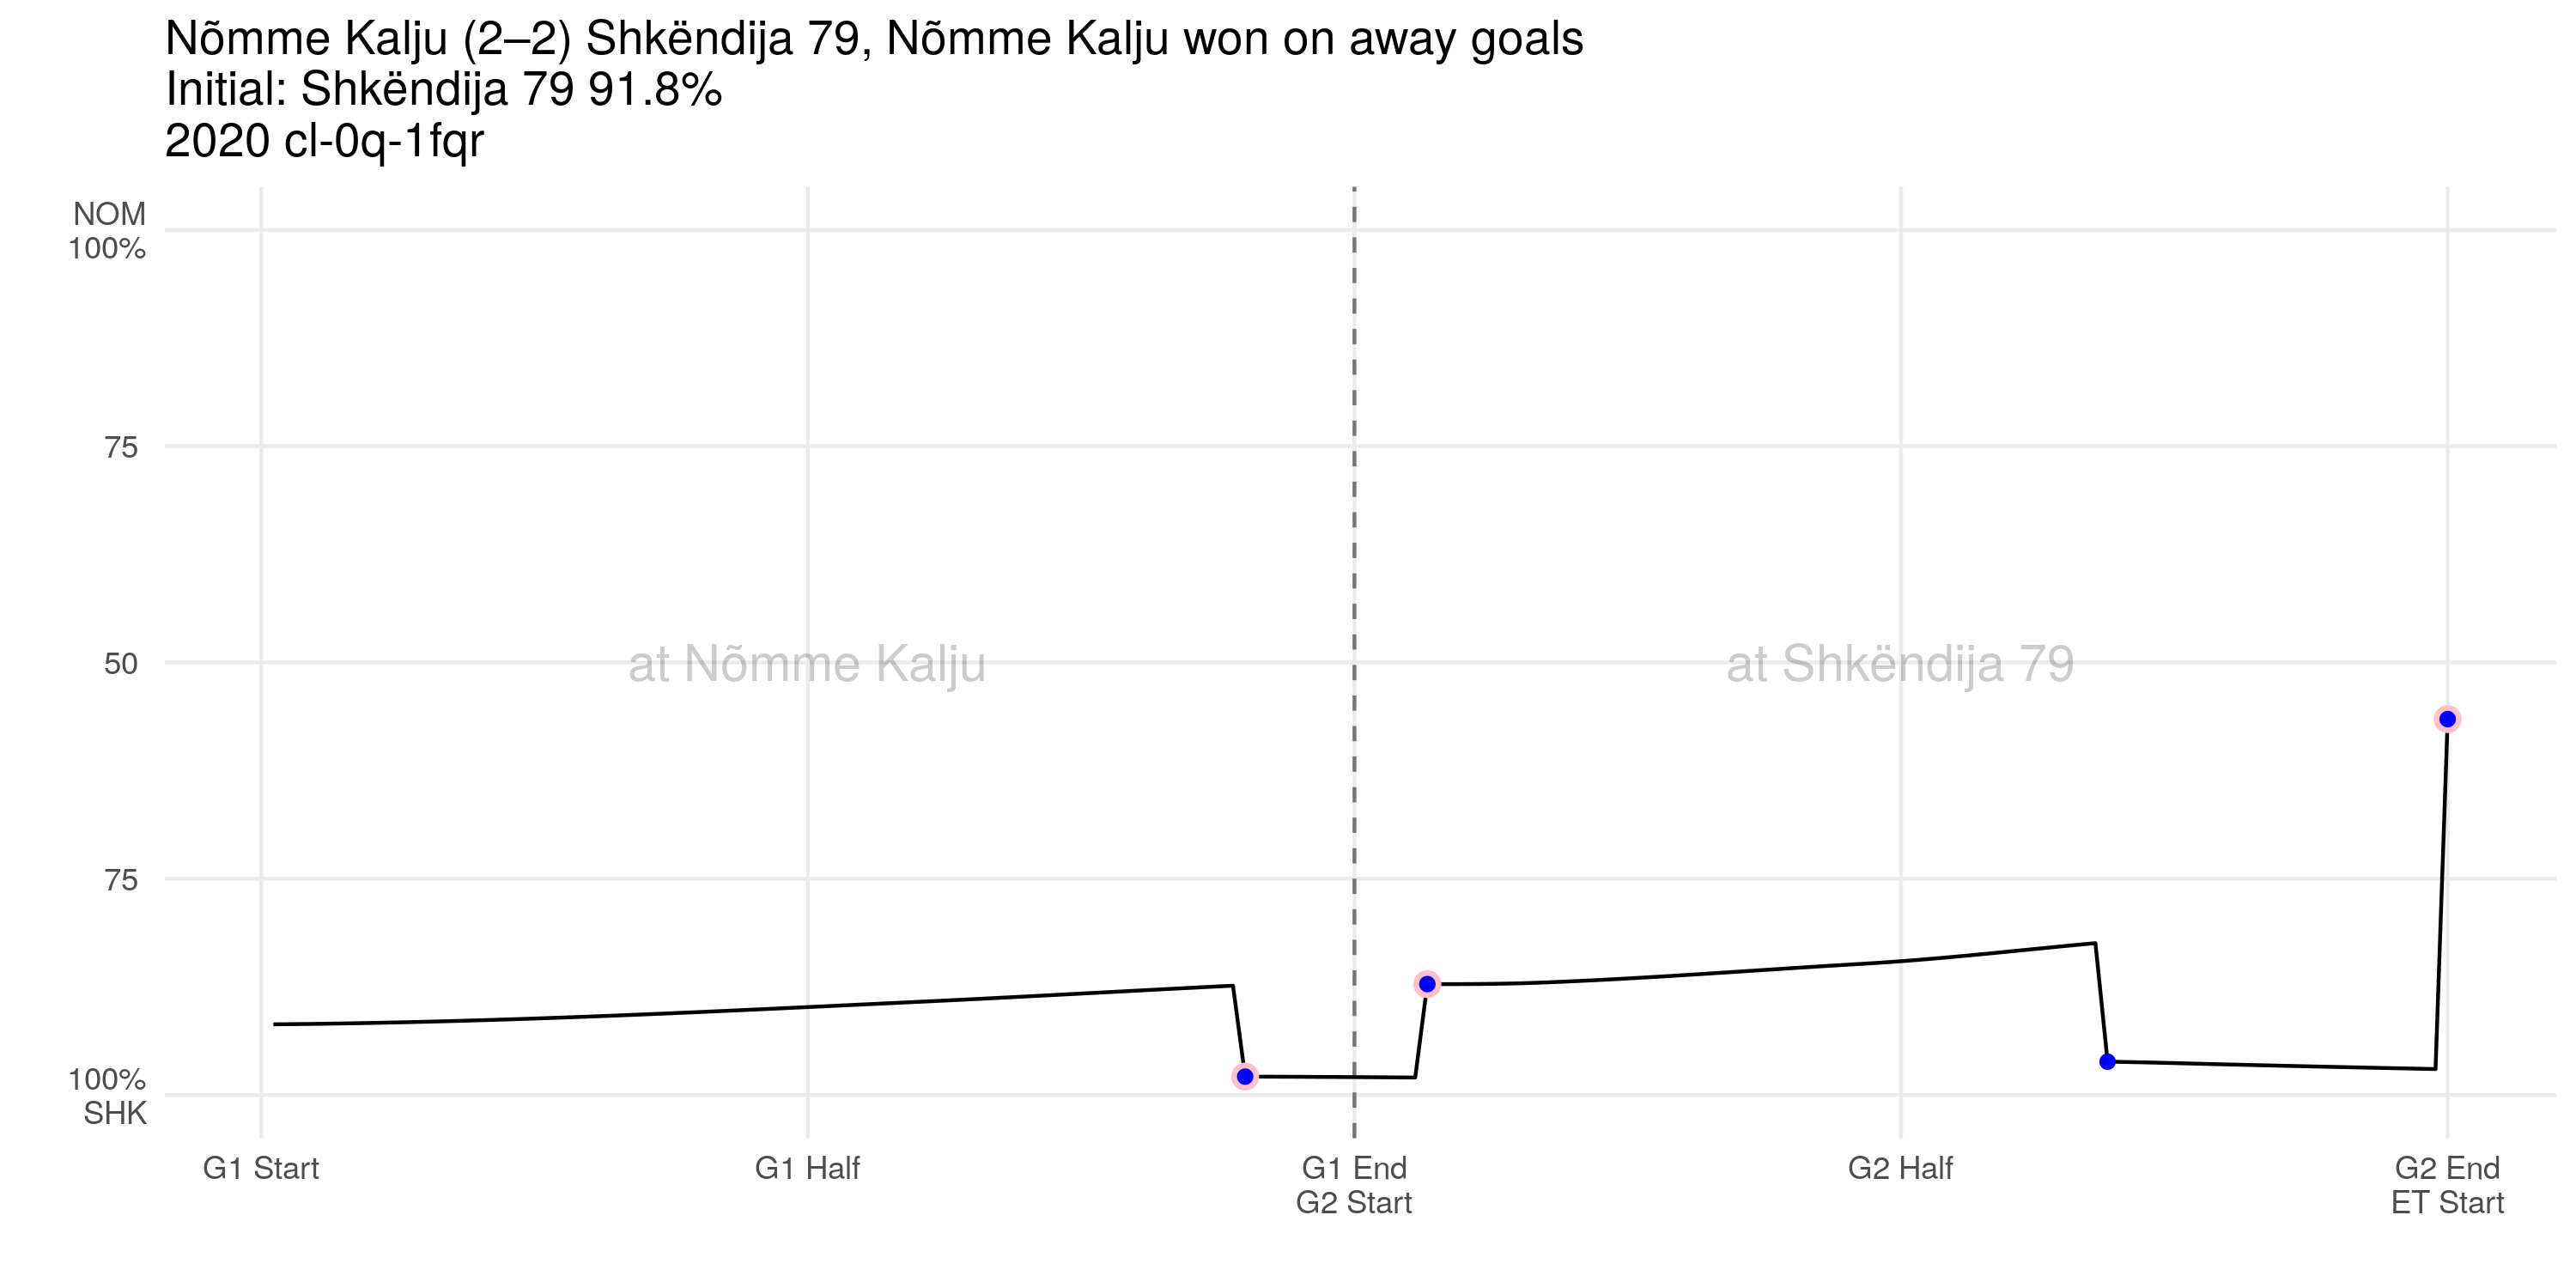 Nõmme Kalju (2–2) Shkëndija 79, Nõmme Kalju won on away goals
Initial: Shkëndija 79 91.8%
2020 cl-0q-1fqr
NOM
100%
75
50
75
100%
SHK
at Nõmme Kalju
at Shkëndija 79
G1 Start
G1 Half
G1 End
G2 Start
G2 Half
G2 End
ET Start